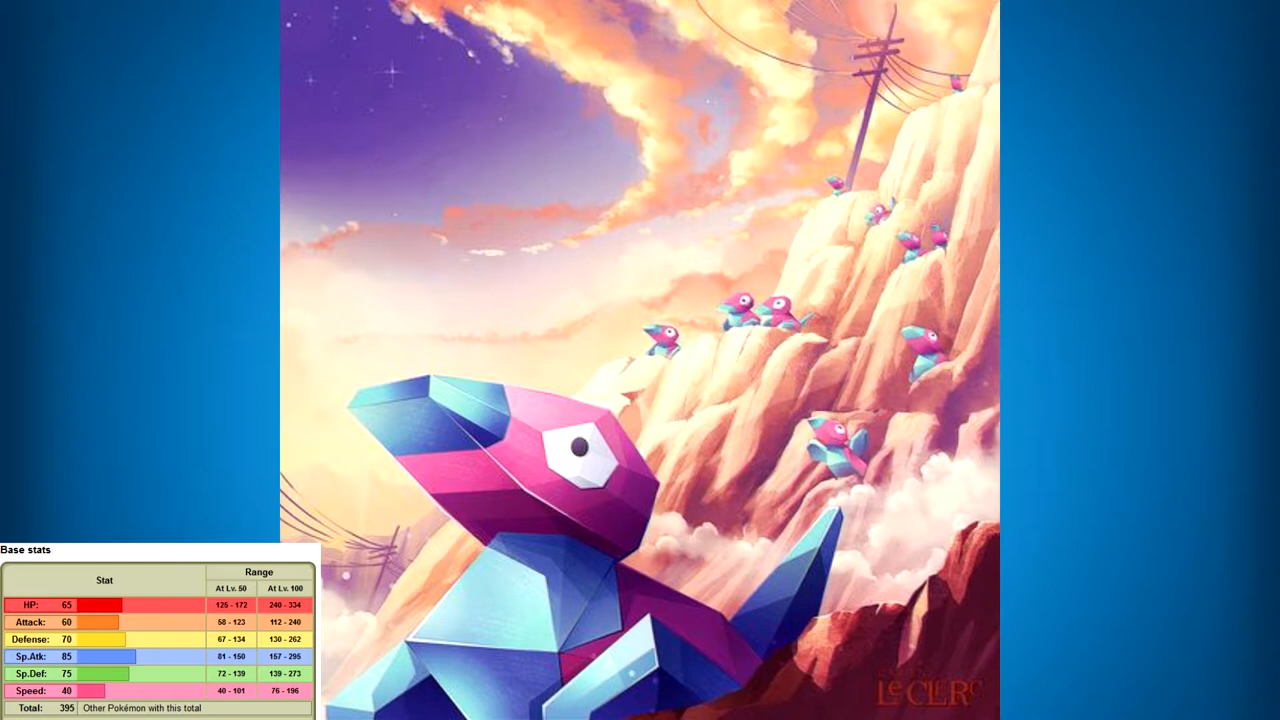 Base stats
Stat Range
At Lv. 50 At Lv. 100
HP: 65 125 - 172 240 - 334
Attack: 60 58 - 123 112 - 240
Defense: 70 67 - 134 130 - 262
Sp.Atk: 85 81 - 150 157 - 295
Sp.Def: 75 72 - 139 139 - 273
Speed: 40 40 - 101 76 - 196
Total: 395 Other Pokémon with this total
LeCLERC